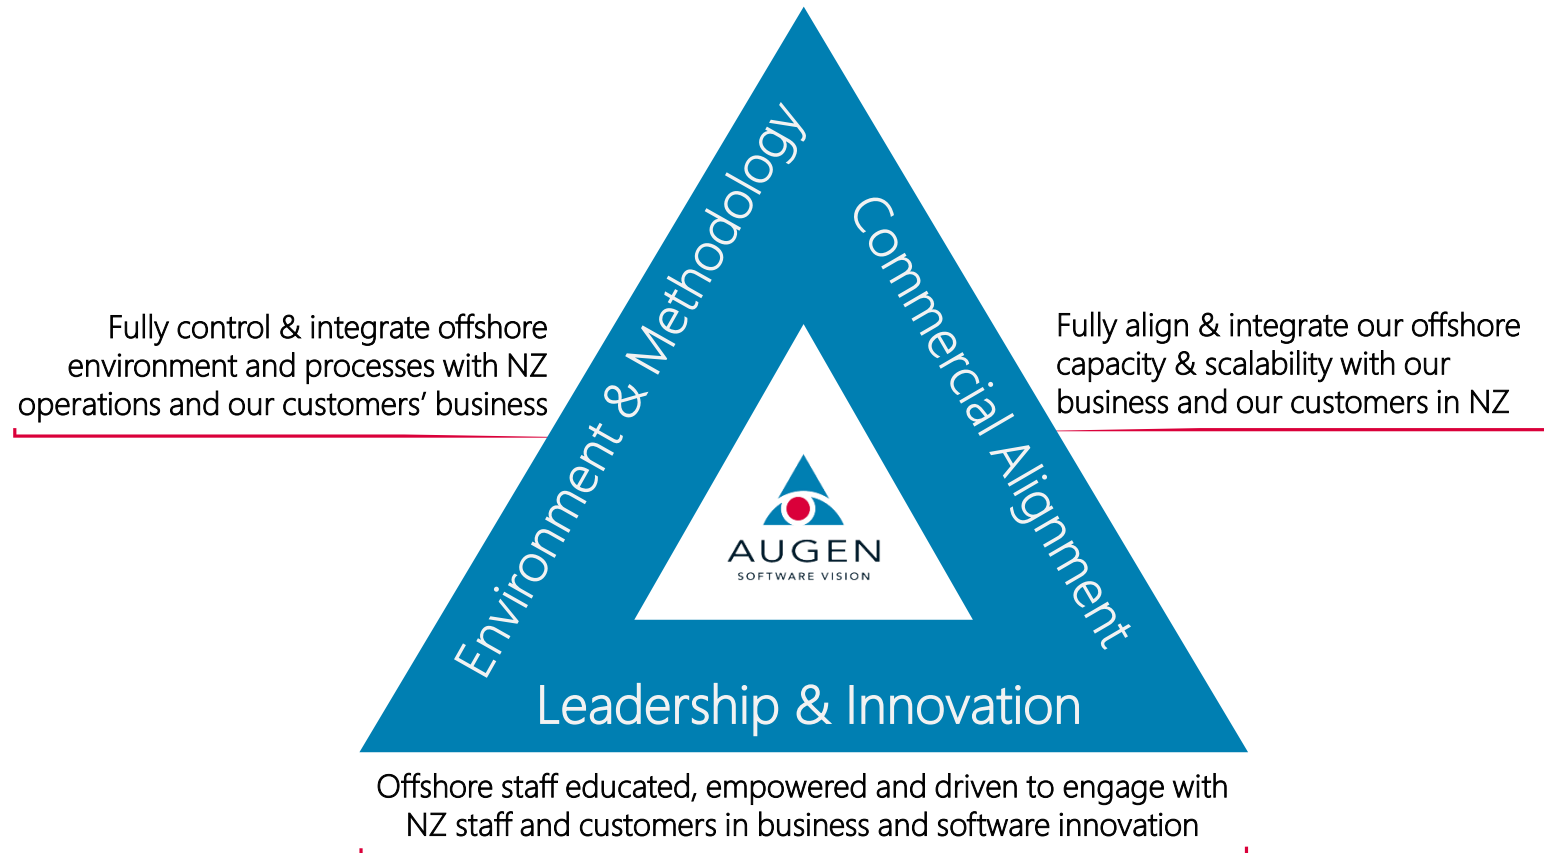 Environment & Methodology
Commercial Alignment
Fully control & integrate offshore
environment and processes with NZ
operations and our customers’ business
Fully align & integrate our offshore
capacity & scalability with our
business and our customers in NZ
AUGEN
SOFTWARE VISION
Leadership & Innovation
Offshore staff educated, empowered and driven to engage with
NZ staff and customers in business and software innovation